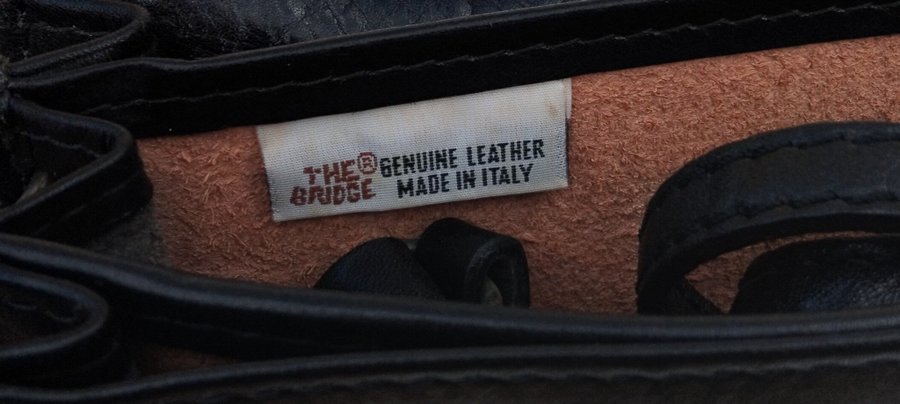 THE® GENUINE LEATHER
BRIDGE MADE IN ITALY